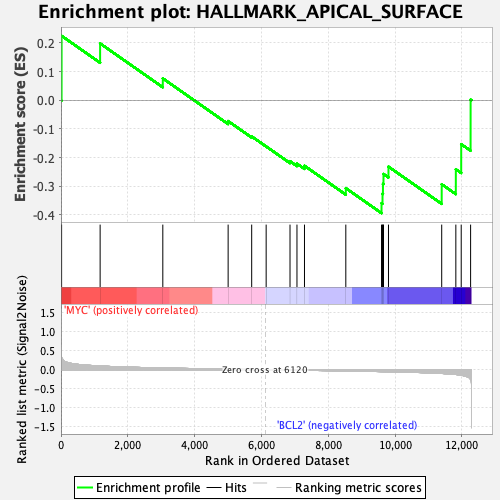 Enrichment plot: HALLMARK_APICAL_SURFACE
Enrichment score (ES)
0.2
0.1
0.0
-0.1
-0.2
-0.3
-0.4
'MYC' (positively correlated)
Ranked list metric (Signal2Noise)
1.5
1.0
0.5
0.0
-0.5
-1.0
-1.5
Zero cross at 6120
'BCL2' (negatively correlated)
0 2,000 4,000 6,000 8,000 10,000 12,000
Rank in Ordered Dataset
Enrichment profile Hits Ranking metric scores